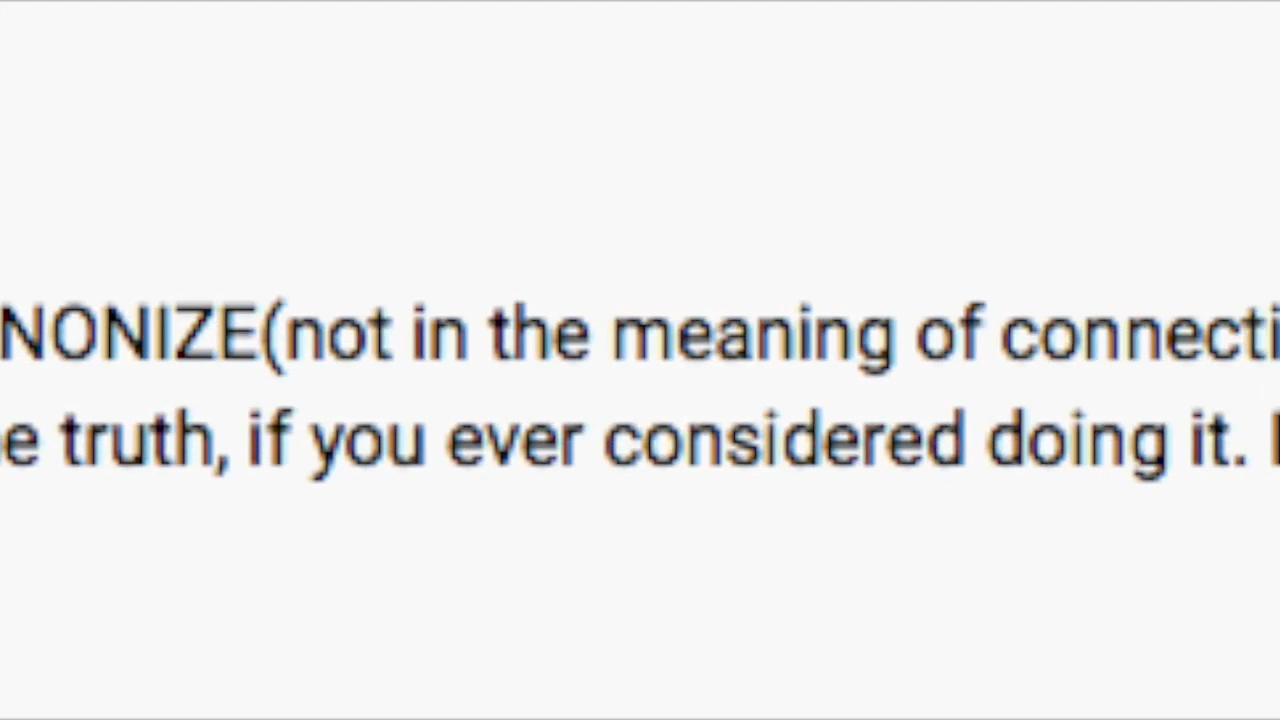 NONIZE(not in the meaning of connecti
e truth, if you ever considered doing it.